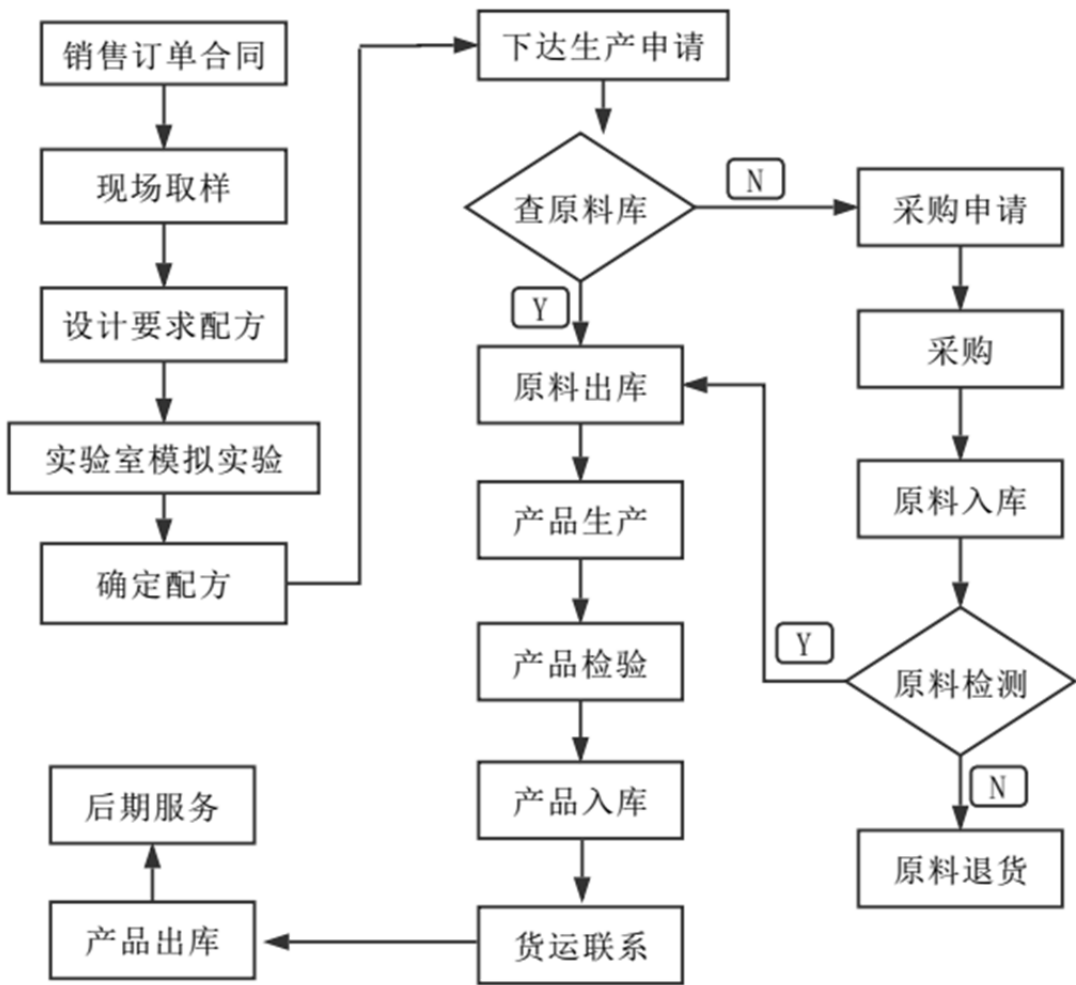 销售订单合同
现场取样
设计要求配方
实验室模拟实验
确定配方
下达生产申请
查原料库
N
Y
采购申请
采购
原料入库
原料检测
Y
N
原料退货
原料出库
产品生产
产品检验
产品入库
货运联系
产品出库
后期服务